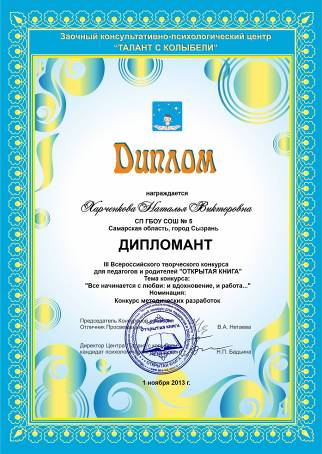 Заочный консультативно-психологический центр
"ТАЛАНТ С КОЛЫБЕЛИ"
Диплом
награждается
Харченкова Наталья Викторовна
СП ГБОУ СОШ № 5
Самарская область, город Сызрань
ДИПЛОМАНТ
III Всероссийского творческого конкурса
для педагогов и родителей "ОТКРЫТАЯ КНИГА"
Тема конкурса:
"Все начинается с любви: и вдохновение, и работа..."
Номинация:
Конкурс методических разработок
Председатель
Отличник В.А. Нетаева
Открытая книга
Директор Центра
кандидат Н.П. Бадьина
1 ноября 2013 г.